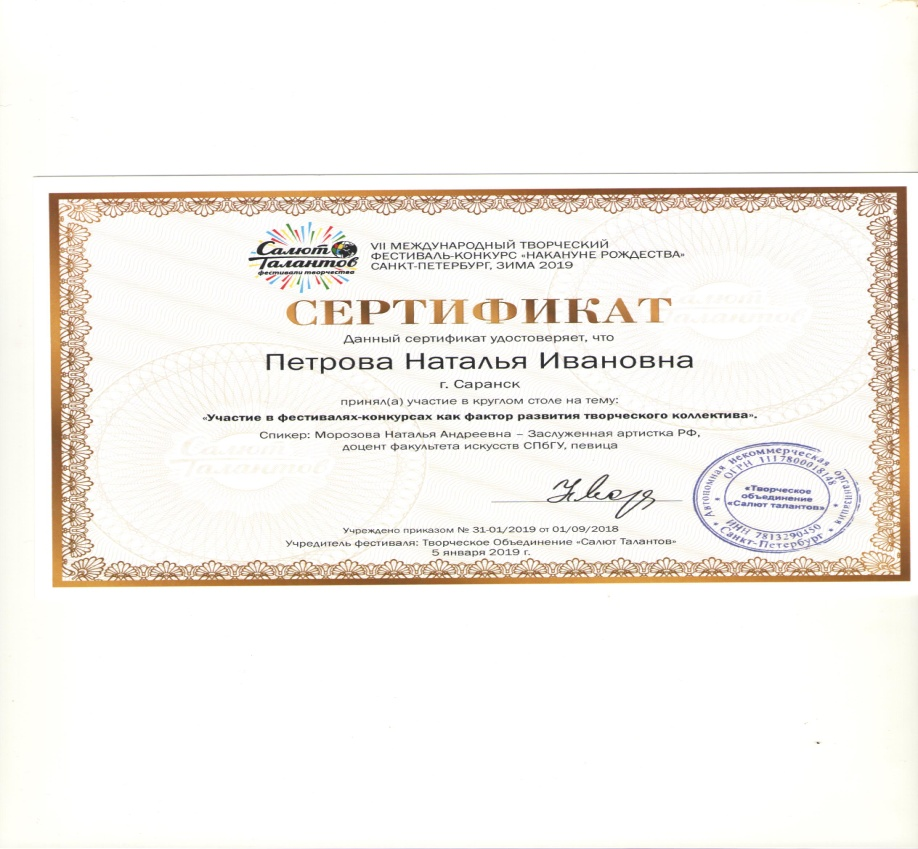 Салют
Талантов
фестивали творчества
VII МЕЖДУНАРОДНЫЙ ТВОРЧЕСКИЙ
ФЕСТИВАЛЬ-КОНКУРС «НАКАНУНЕ РОЖДЕСТВА»
САНКТ-ПЕТЕРБУРГ, ЗИМА 2019
СЕРТИФИКАТ
Данный сертификат удостоверяет, что
Петрова Наталья Ивановна
г. Саранск
принял(а) участие в круглом столе на тему:
«Участие в фестивалях-конкурсах как фактор развития творческого коллектива».
Спикер: Морозова Наталья Андреевна – Заслуженная артистка РФ,
доцент факультета искусств СПбГУ, певица
Учреждено приказом № 31-01/2019 от 01/09/2018
Учредитель фестиваля: Творческое Объединение «Салют Талантов»
5 января 2019 г.
Автономная некоммерческая организация
ОГРН 1117800018148
«Творческое
объединение
«Салют талантов»
ИНН 7813290450
Санкт-Петербург